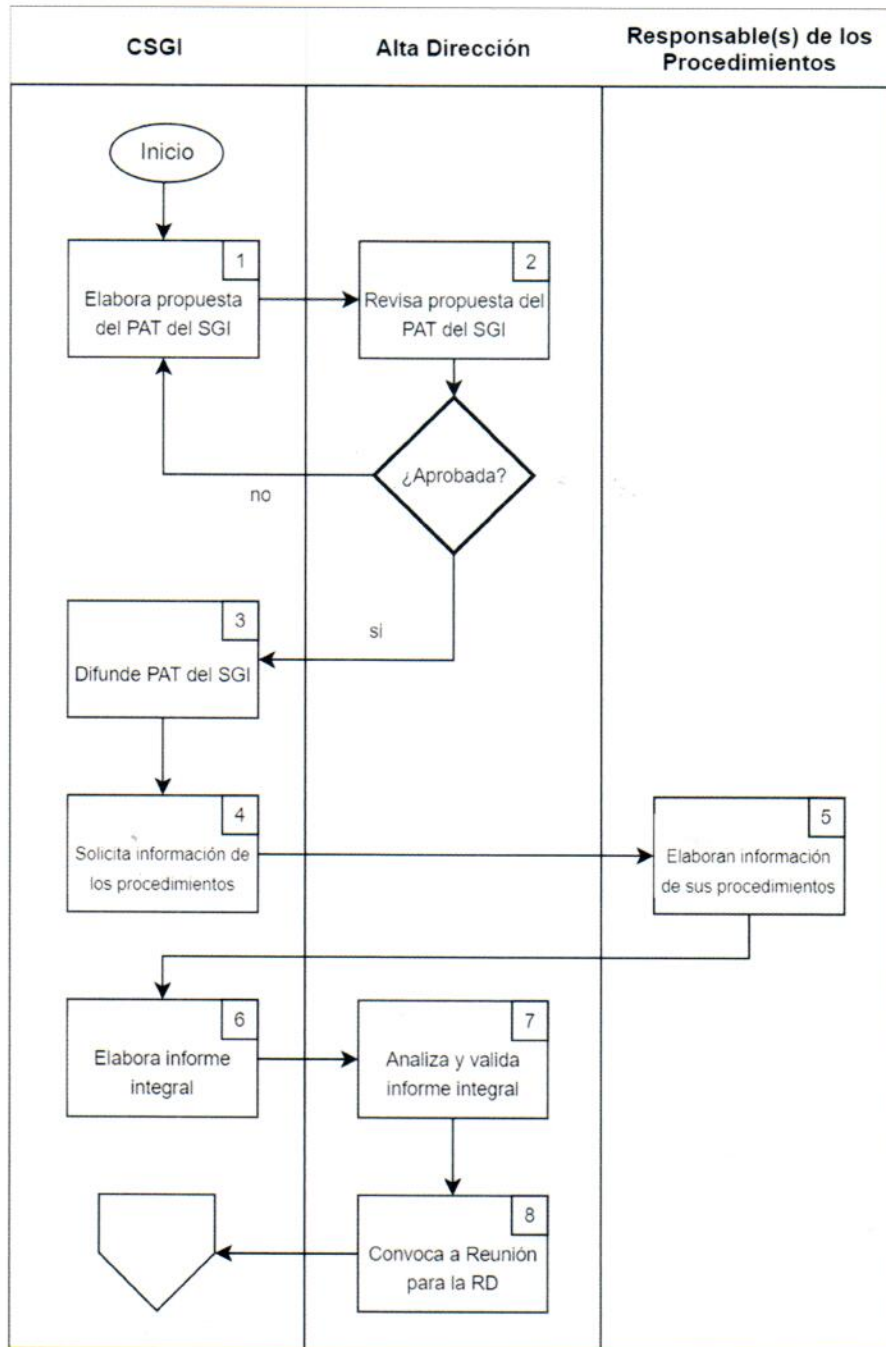 CSGI
Alta Dirección
Responsable(s) de los
Procedimientos
Inicio
1
Elabora propuesta
del PAT del SGI
2
Revisa propuesta del
PAT del SGI
¿Aprobada?
no
si
3
Difunde PAT del SGI
4
Solicita información de
los procedimientos
5
Elaboran información
de sus procedimientos
6
Elabora informe
integral
7
Analiza y valida
informe integral
8
Convoca a Reunión
para la RD